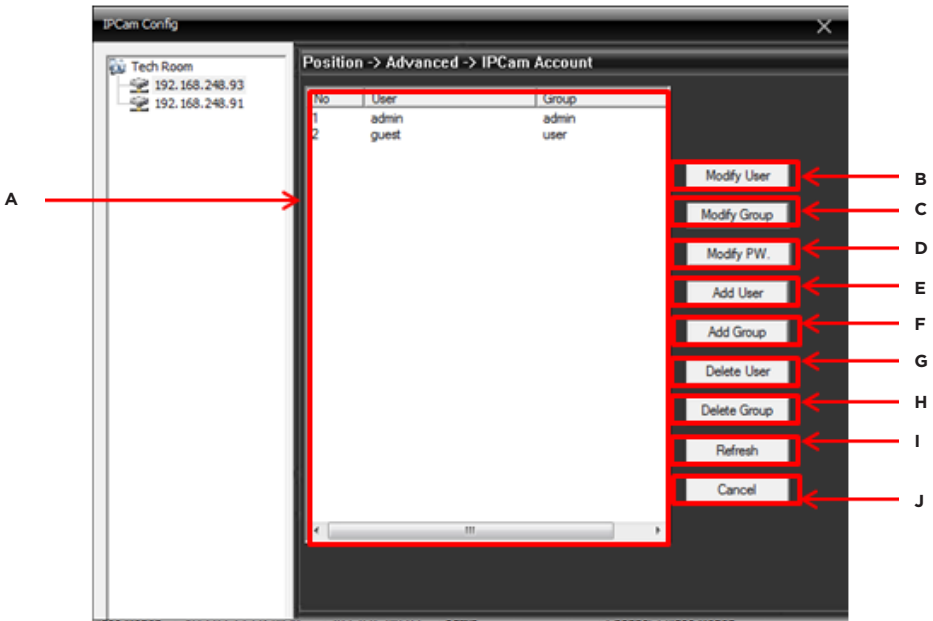 IPCam Config
Tech Room
192.168.248.93
192.168.248.91
Position -> Advanced -> IPCam Account
No User Group
1 admin admin
2 guest user
A
Modify User B
Modify Group C
Modify PW. D
Add User E
Add Group F
Delete User G
Delete Group H
Refresh I
Cancel J